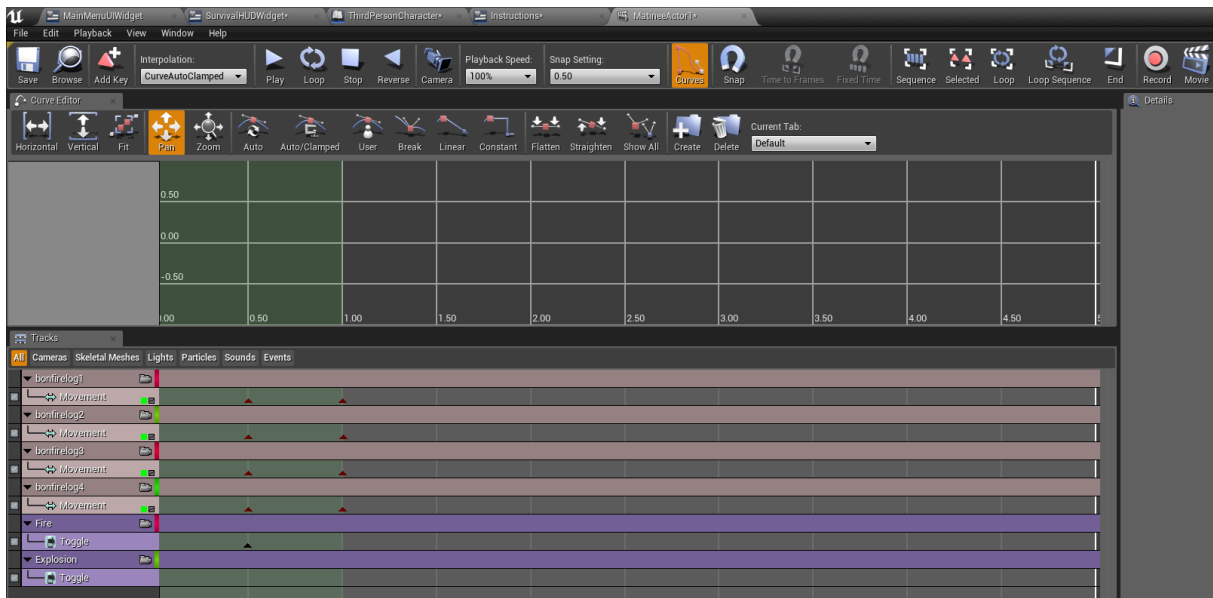 MainMenuUIWidget SurvivalHUDWidget* ThirdPersonCharacter* Instructions* MatineeActor1*
File Edit Playback View Window Help
Interpolation: Playback Speed: Snap Setting:
CurveAutoClamped 100% 0.50
Save Browse Add Key Play Loop Stop Reverse Camera Curves Snap Time to Frames Fixed Time Sequence Selected Loop Loop Sequence End Record Movie
Curve Editor Details
Current Tab:
Default
Horizontal Vertical Fit Pan Zoom Auto Auto/Clamped User Break Linear Constant Flatten Straighten Show All Create Delete
0.50
0.00
-0.50
0.50 1.00 1.50 2.00 2.50 3.00 3.50 4.00 4.50
Tracks
All Cameras Skeletal Meshes Lights Particles Sounds Events
bonfirelog1
Movement
bonfirelog2
Movement
bonfirelog3
Movement
bonfirelog4
Movement
Fire
Toggle
Explosion
Toggle